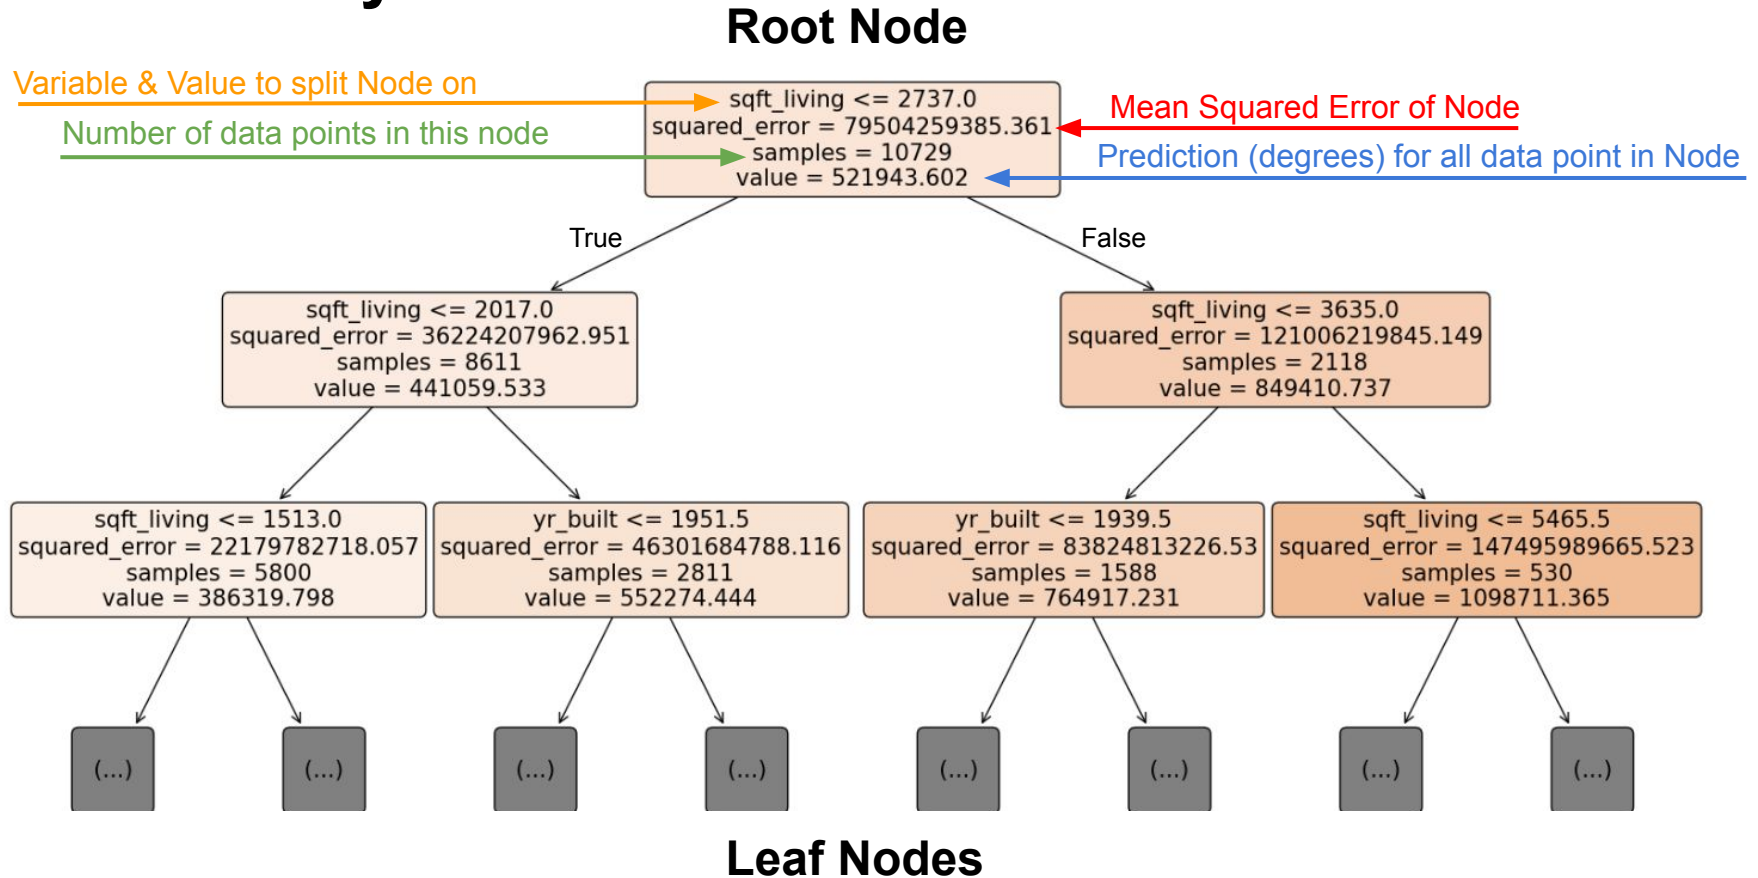 Root Node
Variable & Value to split Node on
Number of data points in this node
sqft_living <= 2737.0
squared_error = 79504259385.361
samples = 10729
value = 521943.602
Mean Squared Error of Node
Prediction (degrees) for all data point in Node
True
False
sqft_living <= 2017.0
squared_error = 36224207962.951
samples = 8611
value = 441059.533
sqft_living <= 3635.0
squared_error = 121006219845.149
samples = 2118
value = 849410.737
sqft_living <= 1513.0
squared_error = 22179782718.057
samples = 5800
value = 386319.798
yr_built <= 1951.5
squared_error = 46301684788.116
samples = 2811
value = 552274.444
yr_built <= 1939.5
squared_error = 83824813226.53
samples = 1588
value = 764917.231
sqft_living <= 5465.5
squared_error = 147495989665.523
samples = 530
value = 1098711.365
(...)
(...)
(...)
(...)
(...)
(...)
(...)
(...)
Leaf Nodes